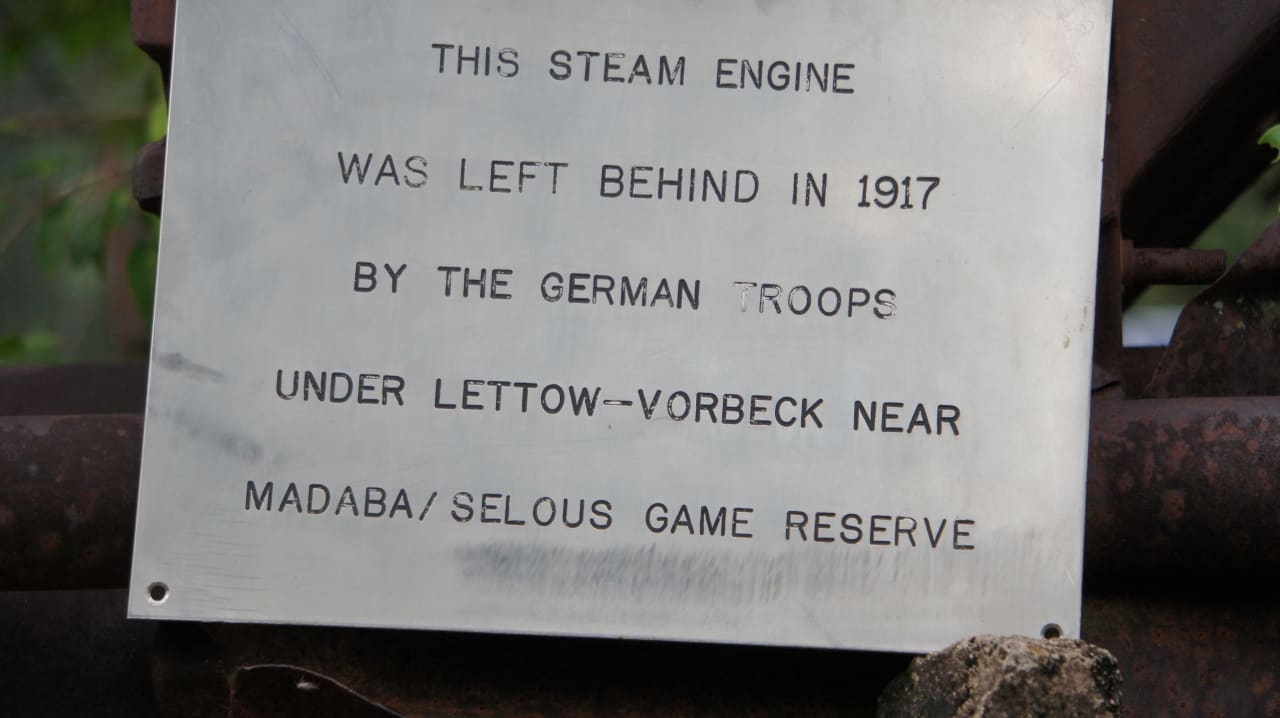 THIS STEAM ENGINE
WAS LEFT BEHIND IN 1917
BY THE GERMAN TROOPS
UNDER LETTOW-VORBECK NEAR
MADABA/SELOUS GAME RESERVE